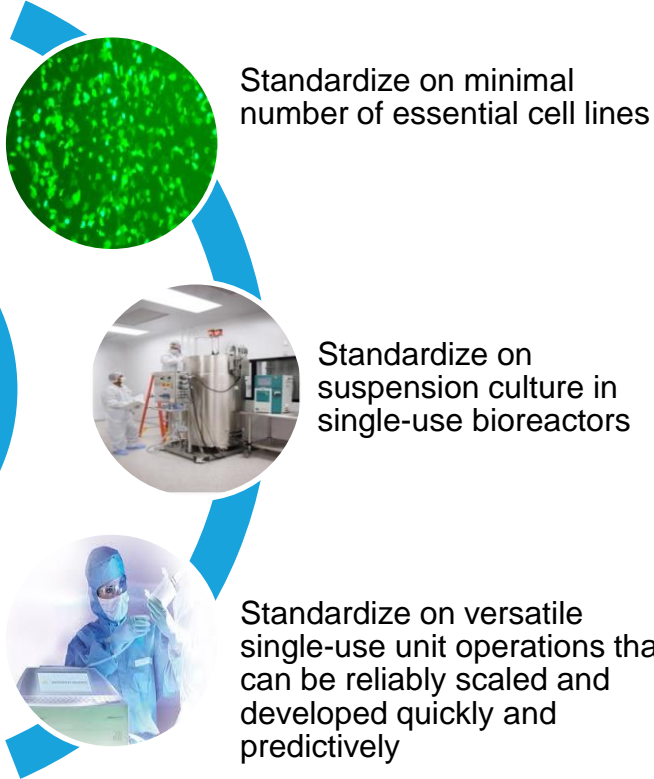 Standardize on minimal
number of essential cell lines
Standardize on
suspension culture in
single-use bioreactors
Standardize on versatile
single-use unit operations tha
can be reliably scaled and
developed quickly and
predictively